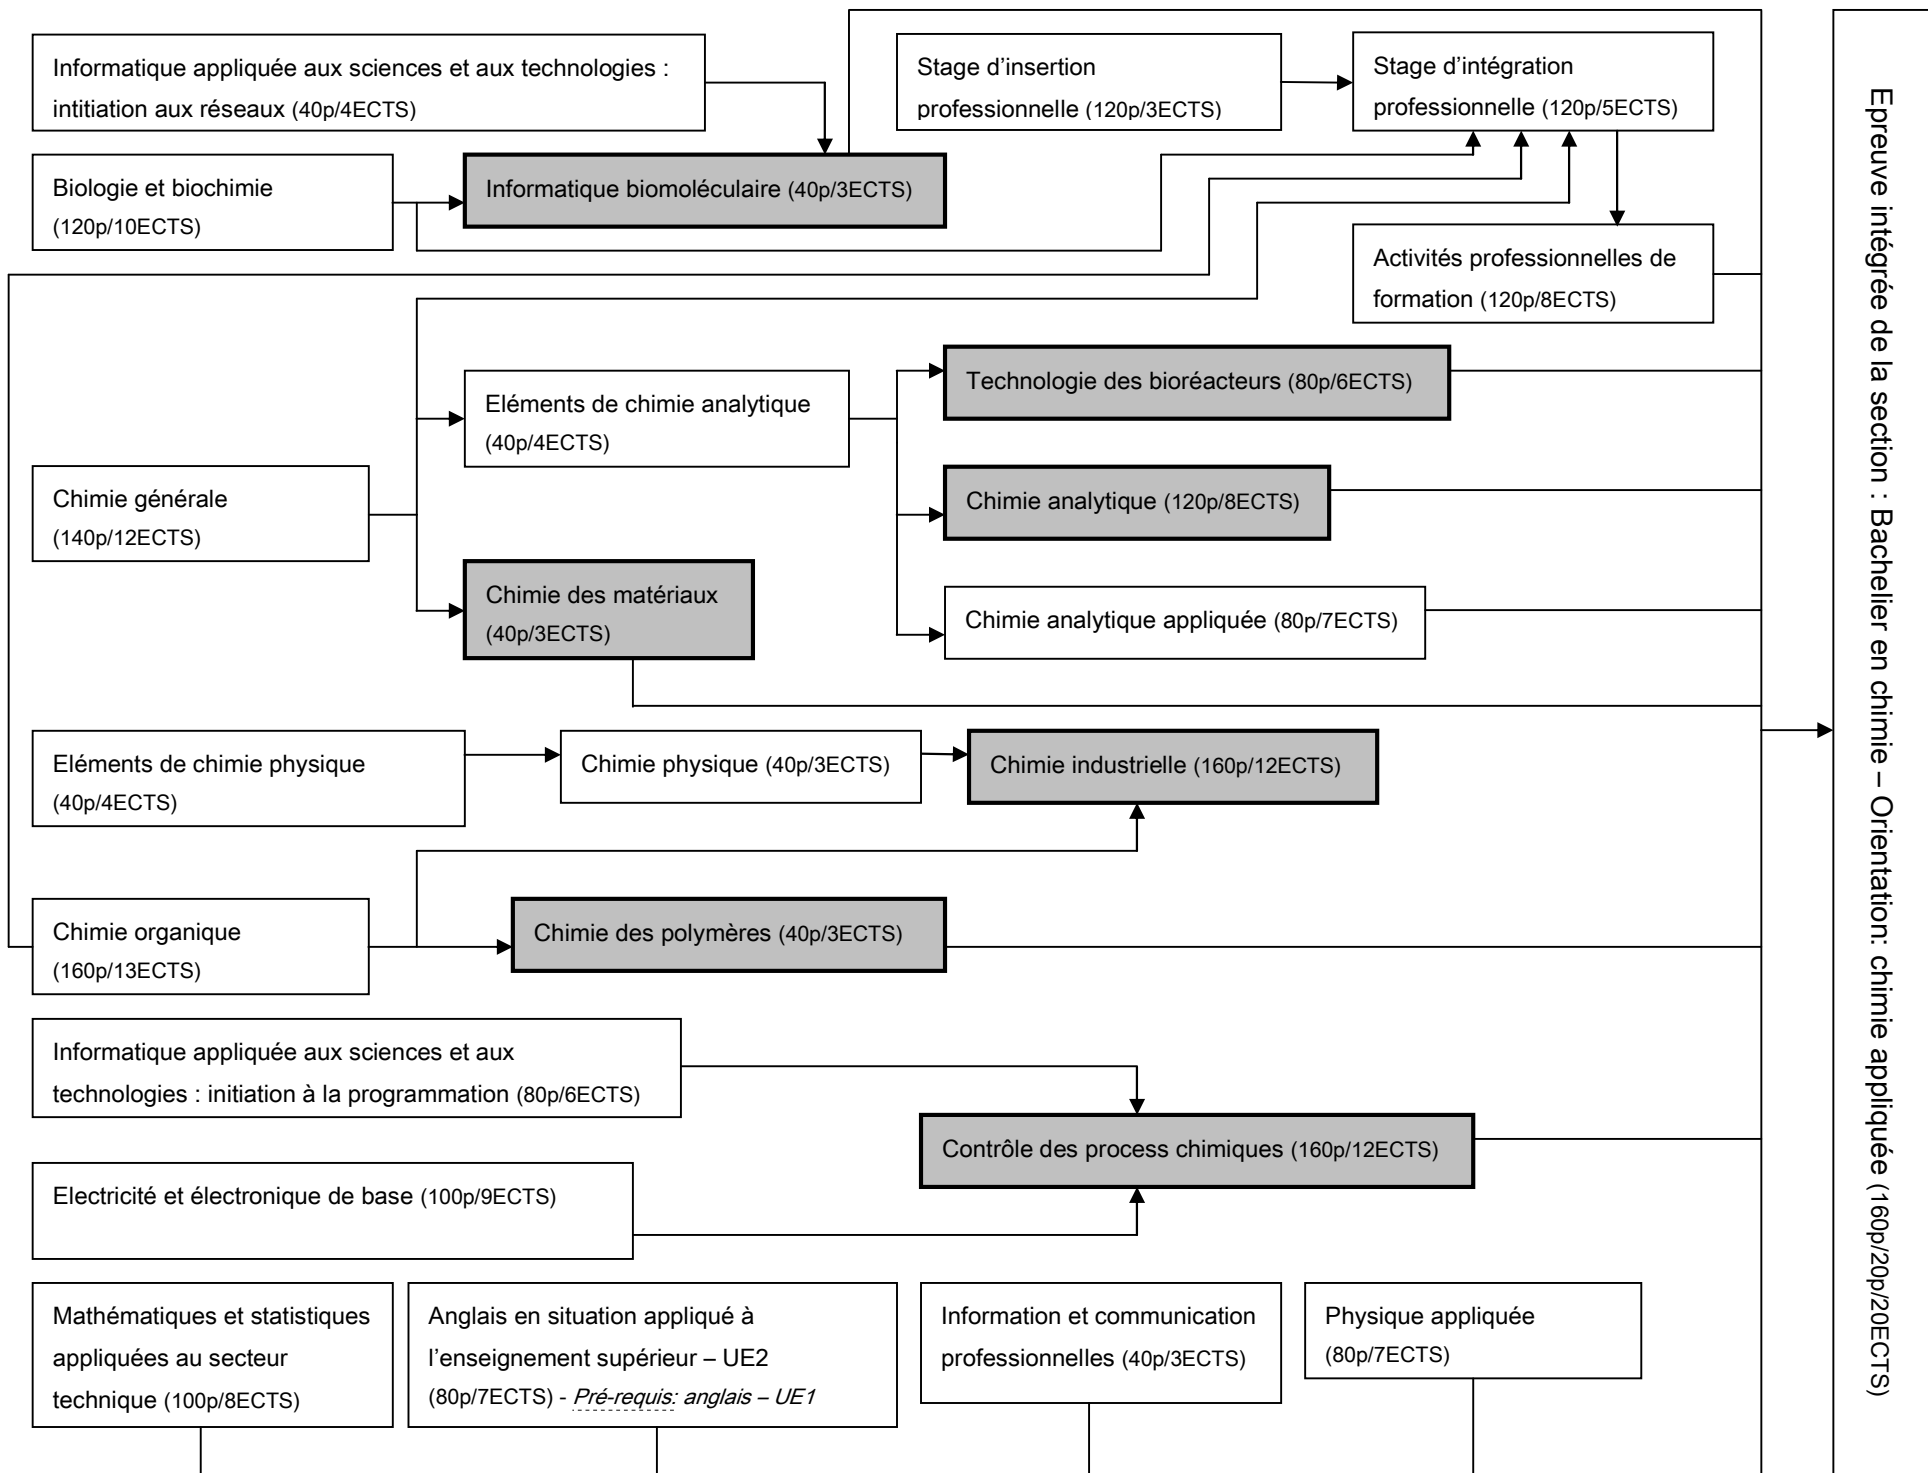 Informatique appliquée aux sciences et aux technologies :
intitiation aux réseaux (40p/4ECTS)
Stage d’insertion
professionnelle (120p/3ECTS)
Stage d’intégration
professionnelle (120p/5ECTS)
Biologie et biochimie
(120p/10ECTS)
Informatique biomoléculaire (40p/3ECTS)
Activités professionnelles de
formation (120p/8ECTS)
Technologie des bioréacteurs (80p/6ECTS)
Eléments de chimie analytique
(40p/4ECTS)
Chimie générale
(140p/12ECTS)
Chimie analytique (120p/8ECTS)
Chimie des matériaux
(40p/3ECTS)
Chimie analytique appliquée (80p/7ECTS)
Eléments de chimie physique
(40p/4ECTS)
Chimie physique (40p/3ECTS)
Chimie industrielle (160p/12ECTS)
Chimie organique
(160p/13ECTS)
Chimie des polymères (40p/3ECTS)
Informatique appliquée aux sciences et aux
technologies : initiation à la programmation (80p/6ECTS)
Contrôle des process chimiques (160p/12ECTS)
Electricité et électronique de base (100p/9ECTS)
Mathématiques et statistiques
appliquées au secteur
technique (100p/8ECTS)
Anglais en situation appliqué à
l’enseignement supérieur – UE2
(80p/7ECTS) - Pré-requis: anglais – UE1
Information et communication
professionnelles (40p/3ECTS)
Physique appliquée
(80p/7ECTS)
Epreuve intégrée de la section : Bachelier en chimie – Orientation: chimie appliquée (160p/20p/20ECTS)